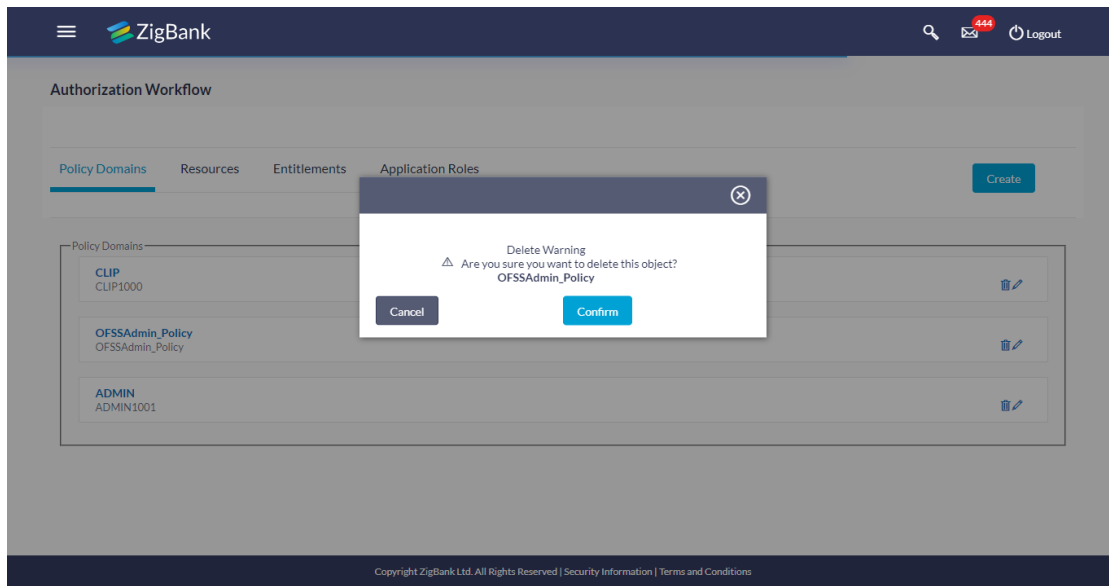 ZigBank
444
Logout
Authorization Workflow
Policy Domains Resources Entitlements Application Roles
Create
Delete Warning
Are you sure you want to delete this object?
OFSSAdmin_Policy
Cancel Confirm
Policy Domains
CLIP
CLIP1000
OFSSAdmin_Policy
OFSSAdmin_Policy
ADMIN
ADMIN1001
Copyright ZigBank Ltd. All Rights Reserved | Security Information | Terms and Conditions